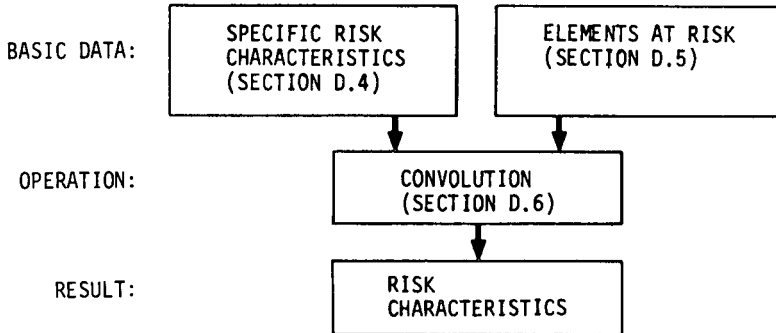 BASIC DATA:
SPECIFIC RISK
CHARACTERISTICS
(SECTION D.4)
ELEMENTS AT RISK
(SECTION D.5)
OPERATION:
CONVOLUTION
(SECTION D.6)
RESULT:
RISK
CHARACTERISTICS